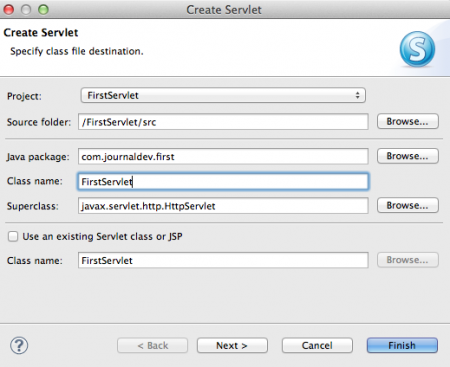 Create Servlet
Create Servlet
Specify class file destination.
S
Project: FirstServlet
Source folder: /FirstServlet/src Browse...
Java package: com.journaldev.first Browse...
Class name: FirstServlet
Superclass: javax.servlet.http.HttpServlet Browse...
Use an existing Servlet class or JSP
Class name: FirstServlet Browse...
? < Back Next > Cancel Finish